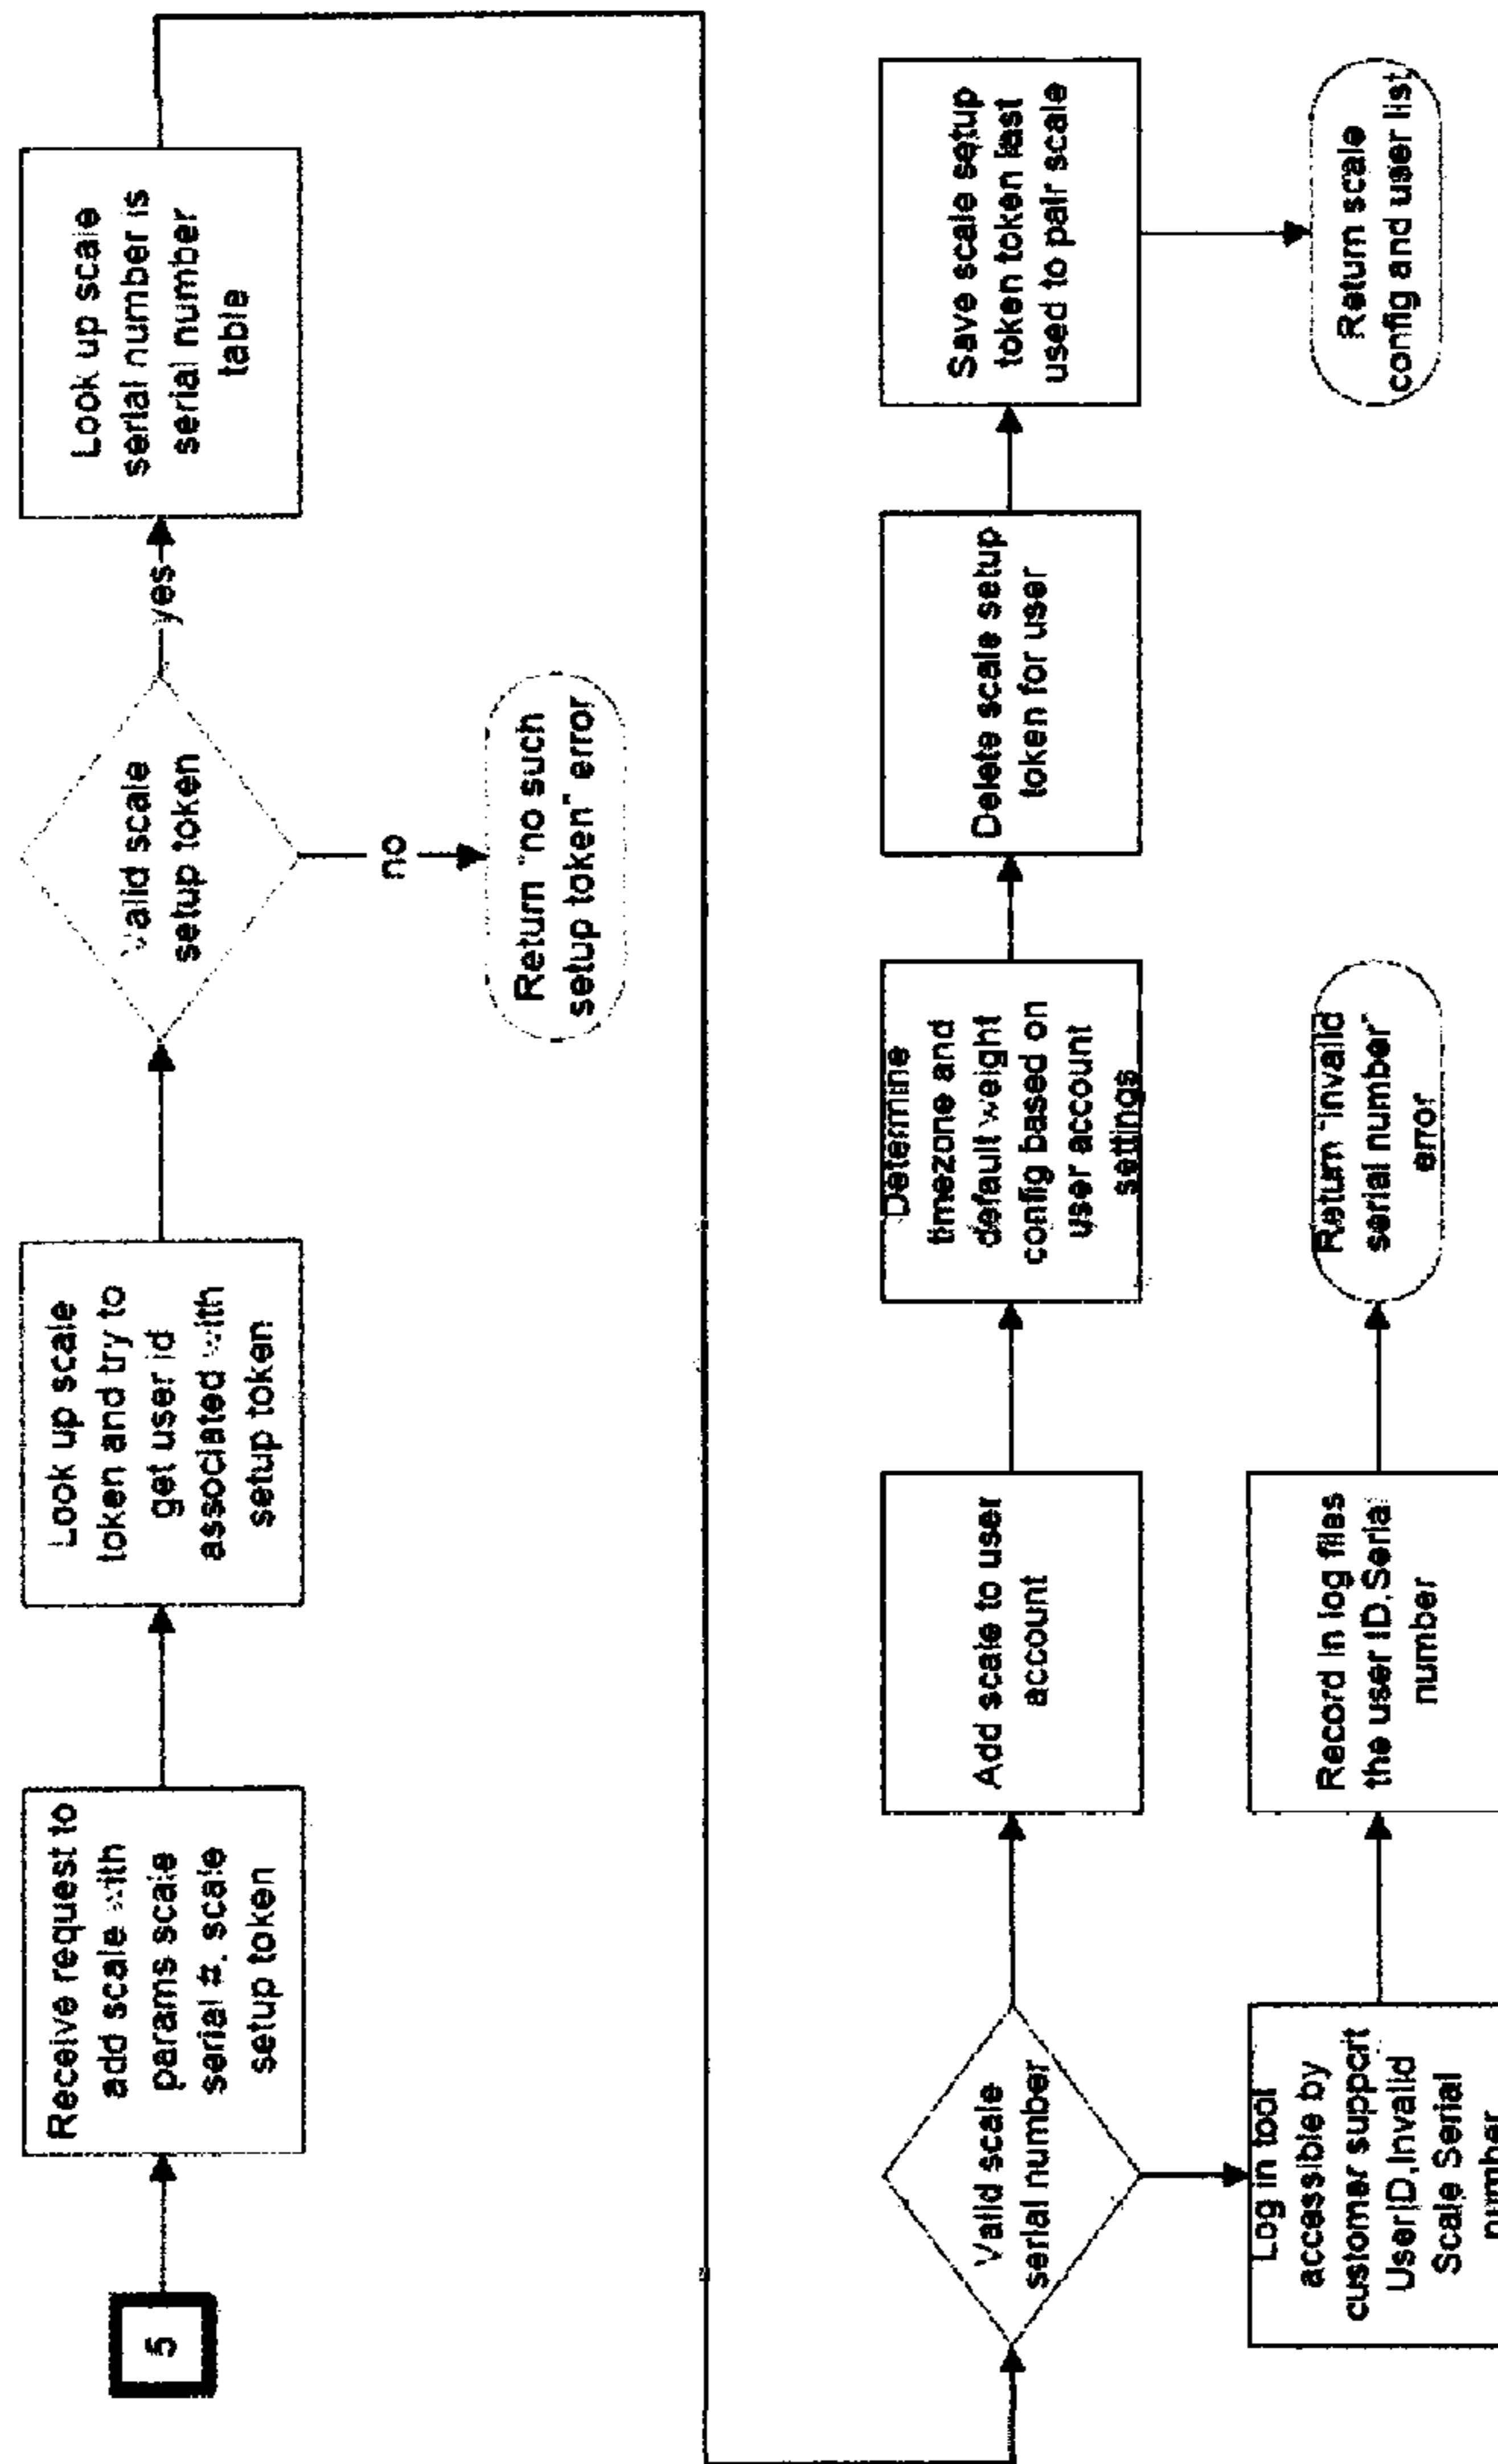 5
Receive request to
add scale with
params scale
serial #, scale
setup token
Look up scale
token and try to
get user id
associated with
setup token
Valid scale
setup token
yes
no
Return "no such
setup token" error
Look up scale
serial number is
serial number
table
Valid scale
serial number
Add scale to user
account
Determine
timezone and
default weight
config based on
user account
settings
Delete scale setup
token for user
Save scale setup
token token last
used to pair scale
Return scale
config and user list
Log in tool
accessible by
customer support
UserID,Invalid
Scale Serial
number
Record in log files
the user ID,Serial
number
Return "invalid
serial number"
error